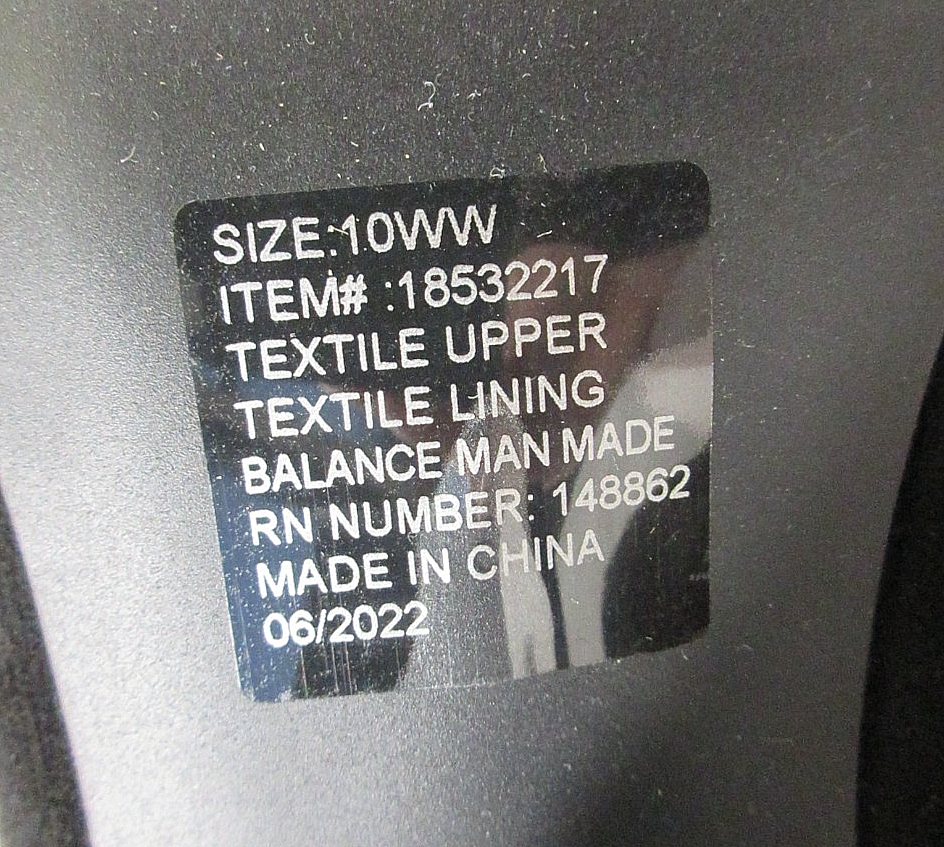 SIZE:10WW
ITEM# :18532217
TEXTILE UPPER
TEXTILE LINING
BALANCE MAN MADE
RN NUMBER: 148862
MADE IN CHINA
06/2022